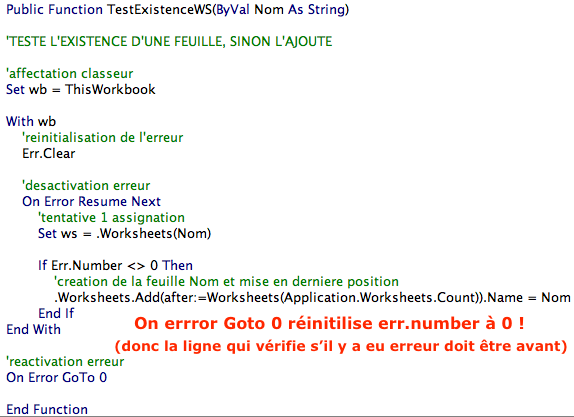 Public Function TestExistenceWS(ByVal Nom As String)
'TESTE L'EXISTENCE D'UNE FEUILLE, SINON L'AJOUTE
'affectation classeur
Set wb = ThisWorkbook
With wb
'reinitialisation de l'erreur
Err.Clear
'desactivation erreur
On Error Resume Next
'tentative 1 assignation
Set ws = .Worksheets(Nom)
If Err.Number <> 0 Then
'creation de la feuille Nom et mise en derniere position
.Worksheets.Add(after:=Worksheets(Application.Worksheets.Count)).Name = Nom
End If
End With
On errror Goto 0 réinitilise err.number à 0 !
(donc la ligne qui vérifie s'il y a eu erreur doit être avant)
'reactivation erreur
On Error GoTo 0
End Function